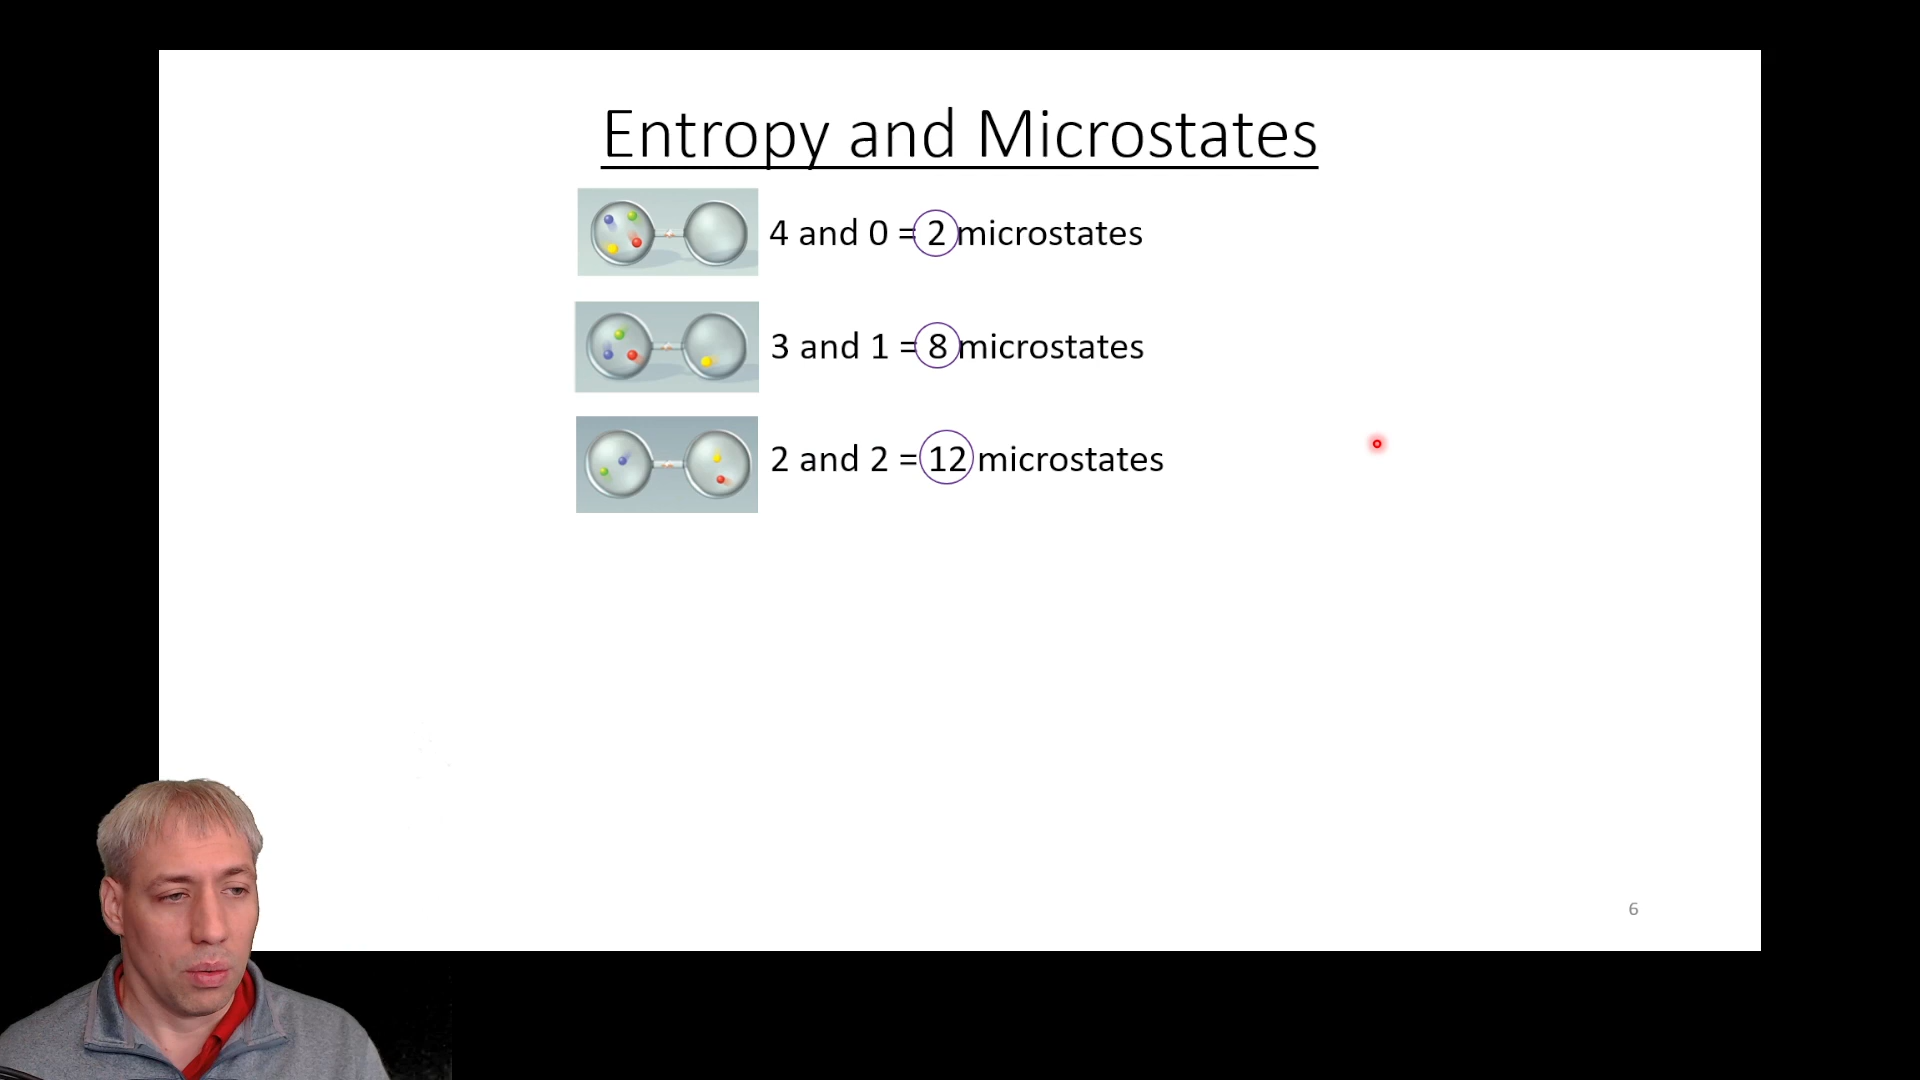 Entropy and Microstates
4 and 0 = 2 microstates
3 and 1 = 8 microstates
2 and 2 = 12 microstates
6